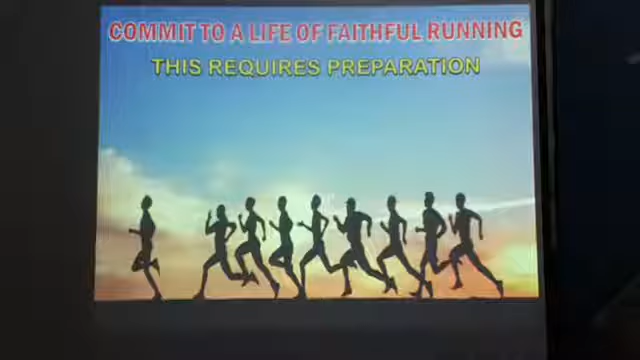 COMMIT TO A LIFE OF FAITHFUL RUNNING
THIS REQUIRES PREPARATION